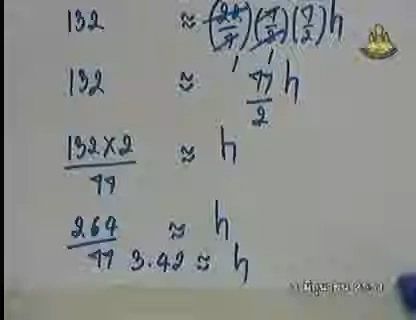 132 ≈ (22/7)(7/2)(7/2)h
132 ≈ 77/2 h
132×2/77 ≈ h
264/77 ≈ h
3.42 ≈ h